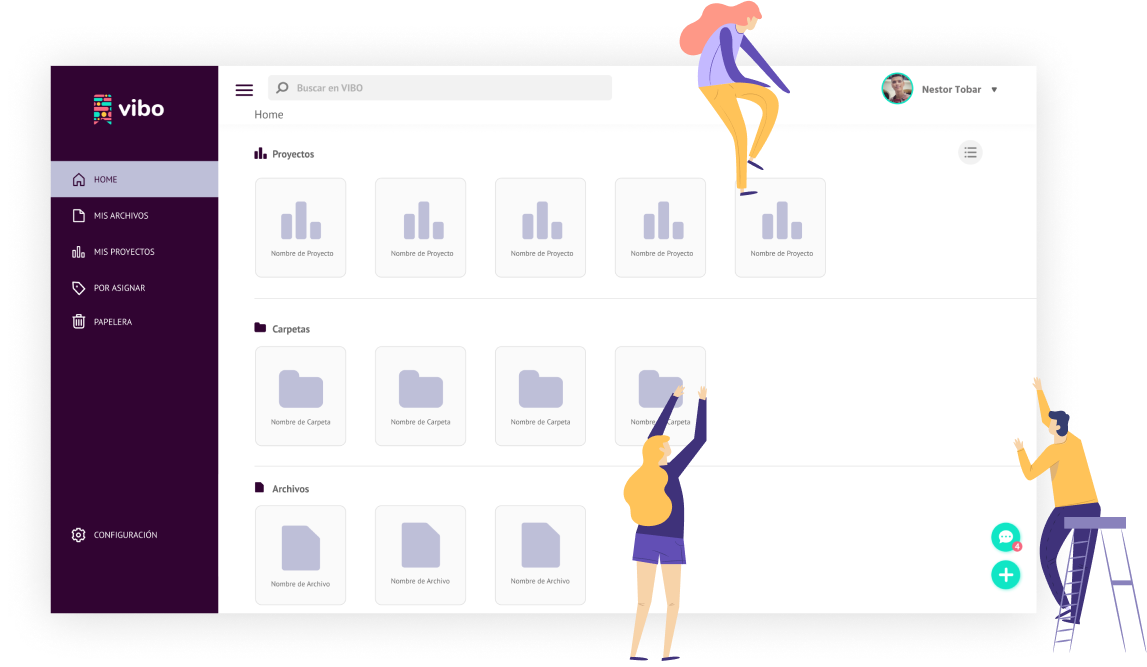 vibo
Buscar en VIBO
Nestor Tobar
Home
HOME
MIS ARCHIVOS
MIS PROYECTOS
POR ASIGNAR
PAPELERA
CONFIGURACIÓN
Proyectos
Nombre de Proyecto
Nombre de Proyecto
Nombre de Proyecto
Nombre de Proyecto
Nombre de Proyecto
Carpetas
Nombre de Carpeta
Nombre de Carpeta
Nombre de Carpeta
Nombre de Carpeta
Archivos
Nombre de Archivo
Nombre de Archivo
Nombre de Archivo
4